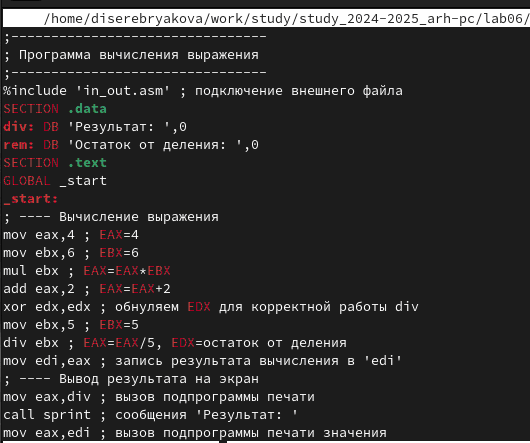 /home/diserebryakova/work/study/study_2024-2025_arh-pc/lab06/
;--------------------------------
; Программа вычисления выражения
;--------------------------------
%include 'in_out.asm' ; подключение внешнего файла
SECTION .data
div: DB 'Результат: ',0
rem: DB 'Остаток от деления: ',0
SECTION .text
GLOBAL _start
_start:
; ---- Вычисление выражения
mov eax,4 ; EAX=4
mov ebx,6 ; EBX=6
mul ebx ; EAX=EAX*EBX
add eax,2 ; EAX=EAX+2
xor edx,edx ; обнуляем EDX для корректной работы div
mov ebx,5 ; EBX=5
div ebx ; EAX=EAX/5, EDX=остаток от деления
mov edi,eax ; запись результата вычисления в 'edi'
; ---- Вывод результата на экран
mov eax,div ; вызов подпрограммы печати
call sprint ; сообщения 'Результат: '
mov eax,edi ; вызов подпрограммы печати значения